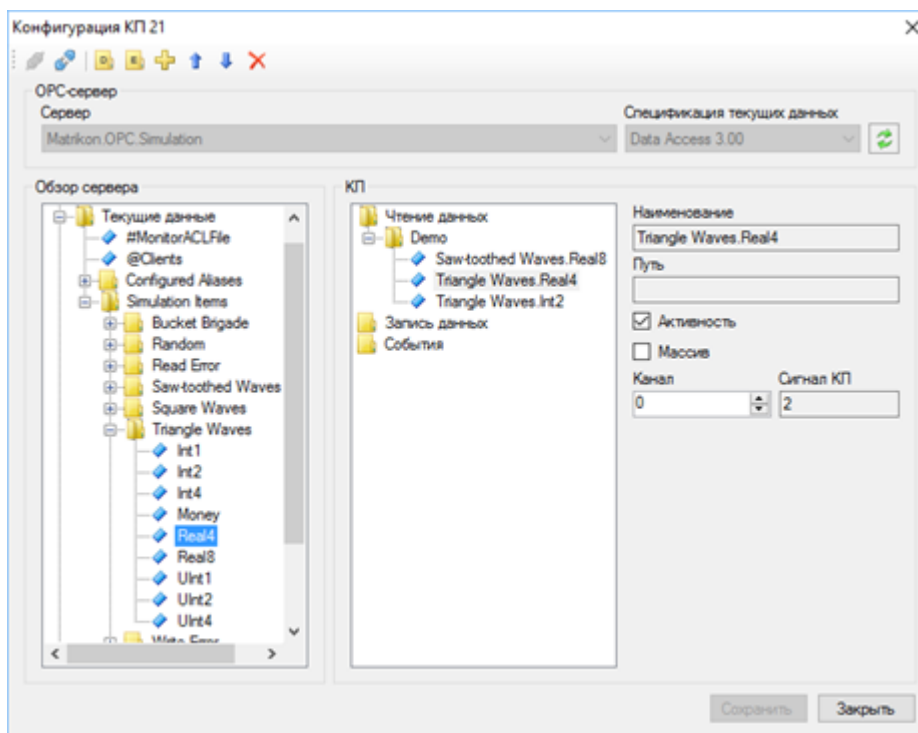 Конфигурация КП 21
OPC-сервер
Сервер
Спецификация текущих данных
Matrikon.OPC.Simulation
Data Access 3.00
Обзор сервера
Текущие данные
#MonitorACLFile
@Clients
Configured Aliases
Simulation Items
Bucket Brigade
Random
Read Error
Saw-toothed Waves
Square Waves
Triangle Waves
Int1
Int2
Int4
Money
Real4
Real8
UInt1
UInt2
UInt4
Write Error
КП
Чтение данных
Demo
Saw-toothed Waves.Real8
Triangle Waves.Real4
Triangle Waves.Int2
Запись данных
События
Наименование
Triangle Waves.Real4
Путь
Активность
Массив
Канал
Сигнал КП
0
2
Сохранить
Закрыть